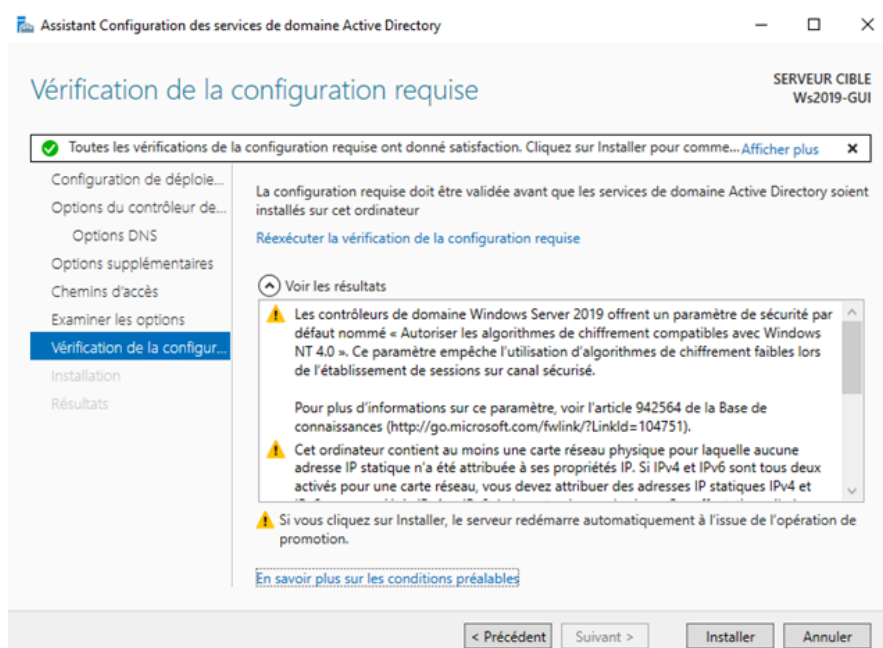 Assistant Configuration des services de domaine Active Directory
Vérification de la configuration requise
SERVEUR CIBLE
Ws2019-GUI
Toutes les vérifications de la configuration requise ont donné satisfaction. Cliquez sur Installer pour comme... Afficher plus
Configuration de déploie...
Options du contrôleur de...
Options DNS
Options supplémentaires
Chemins d'accès
Examiner les options
Vérification de la configur...
Installation
Résultats
La configuration requise doit être validée avant que les services de domaine Active Directory soient
installés sur cet ordinateur
Réexécuter la vérification de la configuration requise
Voir les résultats
Les contrôleurs de domaine Windows Server 2019 offrent un paramètre de sécurité par
défaut nommé « Autoriser les algorithmes de chiffrement compatibles avec Windows
NT 4.0 ». Ce paramètre empêche l'utilisation d'algorithmes de chiffrement faibles lors
de l'établissement de sessions sur canal sécurisé.
Pour plus d'informations sur ce paramètre, voir l'article 942564 de la Base de
connaissances (http://go.microsoft.com/fwlink/?LinkId=104751).
Cet ordinateur contient au moins une carte réseau physique pour laquelle aucune
adresse IP statique n'a été attribuée à ses propriétés IP. Si IPv4 et IPv6 sont tous deux
activés pour une carte réseau, vous devez attribuer des adresses IP statiques IPv4 et
Si vous cliquez sur Installer, le serveur redémarre automatiquement à l'issue de l'opération de
promotion.
En savoir plus sur les conditions préalables
< Précédent
Suivant >
Installer
Annuler